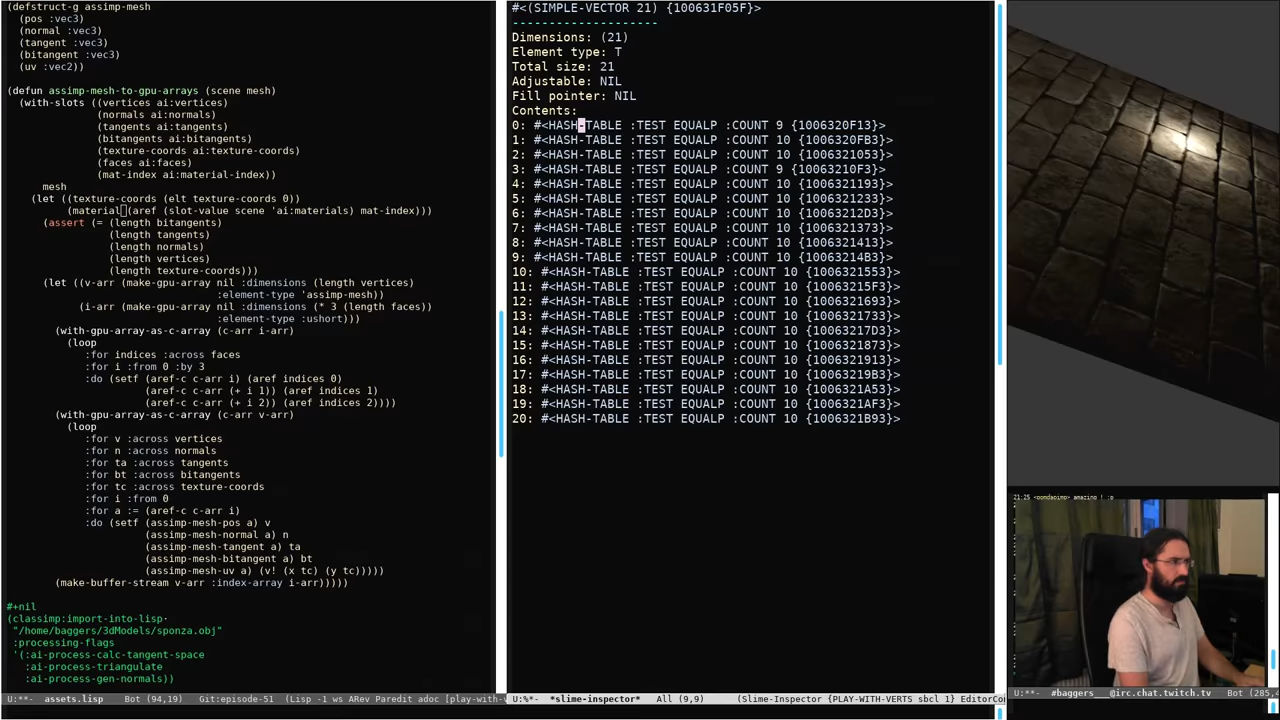 (defstruct-g assimp-mesh
(pos :vec3)
(normal :vec3)
(tangent :vec3)
(bitangent :vec3)
(uv :vec2))
(defun assimp-mesh-to-gpu-arrays (scene mesh)
(with-slots ((vertices ai:vertices)
(normals ai:normals)
(tangents ai:tangents)
(bitangents ai:bitangents)
(texture-coords ai:texture-coords)
(faces ai:faces)
(mat-index ai:material-index))
mesh
(let ((texture-coords (elt texture-coords 0))
(material (aref (slot-value scene 'ai:materials) mat-index)))
(assert (= (length bitangents)
(length tangents)
(length normals)
(length vertices)
(length texture-coords)))
(let ((v-arr (make-gpu-array nil :dimensions (length vertices)
:element-type 'assimp-mesh))
(i-arr (make-gpu-array nil :dimensions (* 3 (length faces))
:element-type :ushort)))
(with-gpu-array-as-c-array (c-arr i-arr)
(loop
:for indices :across faces
:for i :from 0 :by 3
:do (setf (aref-c c-arr i) (aref indices 0)
(aref-c c-arr (+ i 1)) (aref indices 1)
(aref-c c-arr (+ i 2)) (aref indices 2))))
(with-gpu-array-as-c-array (c-arr v-arr)
(loop
:for v :across vertices
:for n :across normals
:for ta :across tangents
:for bt :across bitangents
:for tc :across texture-coords
:for i :from 0
:for a := (aref-c c-arr i)
:do (setf (assimp-mesh-pos a) v
(assimp-mesh-normal a) n
(assimp-mesh-tangent a) ta
(assimp-mesh-bitangent a) bt
(assimp-mesh-uv a) (v! (x tc) (y tc)))))
(make-buffer-stream v-arr :index-array i-arr)))))
#+nil
(classimp:import-into-lisp
"/home/baggers/3dModels/sponza.obj"
:processing-flags
'(:ai-process-calc-tangent-space
:ai-process-triangulate
:ai-process-gen-normals))
U:**- assets.lisp Bot (94,19) Git:episode-51 (Lisp -1 ws ARev Paredit adoc [play-with-v
#<(SIMPLE-VECTOR 21) {100631F05F}>
--------------------
Dimensions: (21)
Element type: T
Total size: 21
Adjustable: NIL
Fill pointer: NIL
Contents:
0: #<HASH-TABLE :TEST EQUALP :COUNT 9 {1006320F13}>
1: #<HASH-TABLE :TEST EQUALP :COUNT 10 {1006320FB3}>
2: #<HASH-TABLE :TEST EQUALP :COUNT 10 {1006321053}>
3: #<HASH-TABLE :TEST EQUALP :COUNT 9 {10063210F3}>
4: #<HASH-TABLE :TEST EQUALP :COUNT 10 {1006321193}>
5: #<HASH-TABLE :TEST EQUALP :COUNT 10 {1006321233}>
6: #<HASH-TABLE :TEST EQUALP :COUNT 10 {10063212D3}>
7: #<HASH-TABLE :TEST EQUALP :COUNT 10 {1006321373}>
8: #<HASH-TABLE :TEST EQUALP :COUNT 10 {1006321413}>
9: #<HASH-TABLE :TEST EQUALP :COUNT 10 {10063214B3}>
10: #<HASH-TABLE :TEST EQUALP :COUNT 10 {1006321553}>
11: #<HASH-TABLE :TEST EQUALP :COUNT 10 {10063215F3}>
12: #<HASH-TABLE :TEST EQUALP :COUNT 10 {1006321693}>
13: #<HASH-TABLE :TEST EQUALP :COUNT 10 {1006321733}>
14: #<HASH-TABLE :TEST EQUALP :COUNT 10 {10063217D3}>
15: #<HASH-TABLE :TEST EQUALP :COUNT 10 {1006321873}>
16: #<HASH-TABLE :TEST EQUALP :COUNT 10 {1006321913}>
17: #<HASH-TABLE :TEST EQUALP :COUNT 10 {10063219B3}>
18: #<HASH-TABLE :TEST EQUALP :COUNT 10 {1006321A53}>
19: #<HASH-TABLE :TEST EQUALP :COUNT 10 {1006321AF3}>
20: #<HASH-TABLE :TEST EQUALP :COUNT 10 {1006321B93}>
U:%*- *slime-inspector* All (9,9) (Slime-Inspector {PLAY-WITH-VERTS sbcl 1} EditorCo
amazing ! :o
U:**- #baggers___@irc.chat.twitch.tv Bot (285,